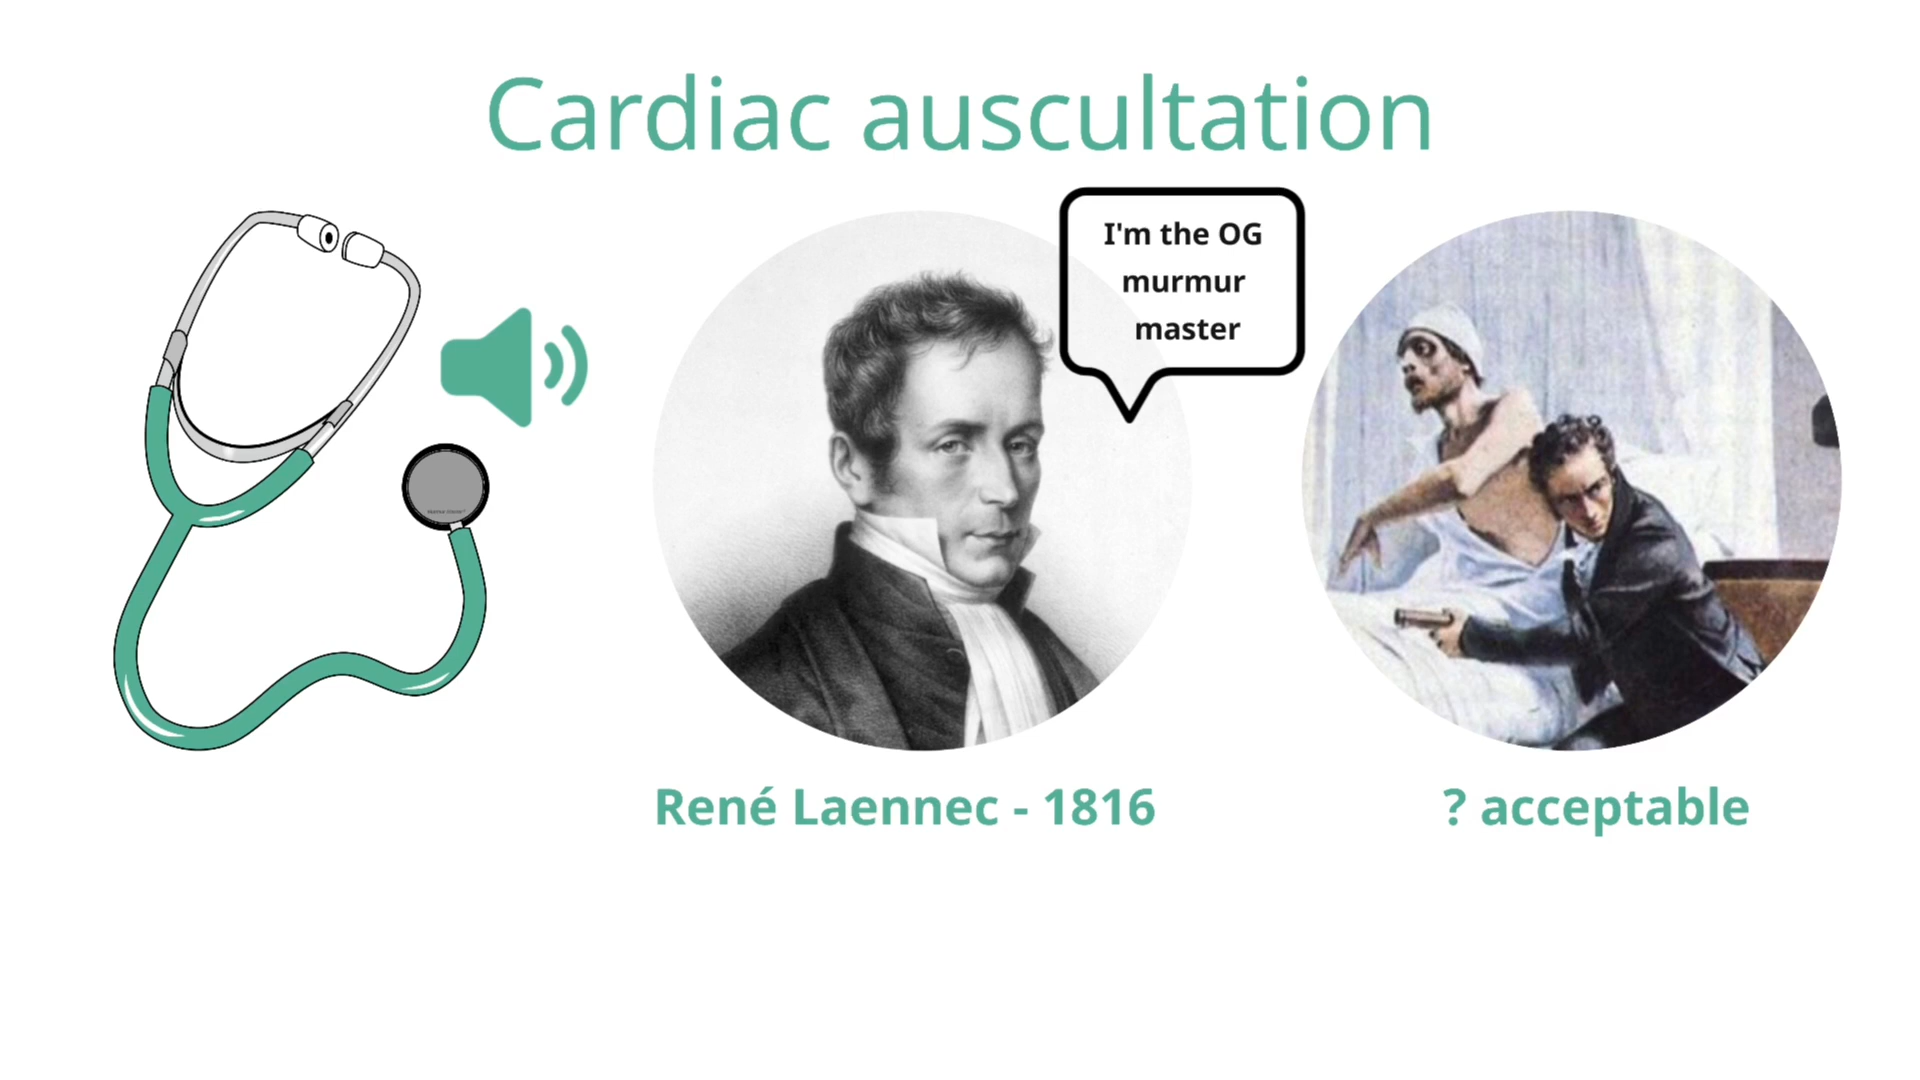 Cardiac auscultation
I'm the OG
murmur
master
René Laennec - 1816
? acceptable